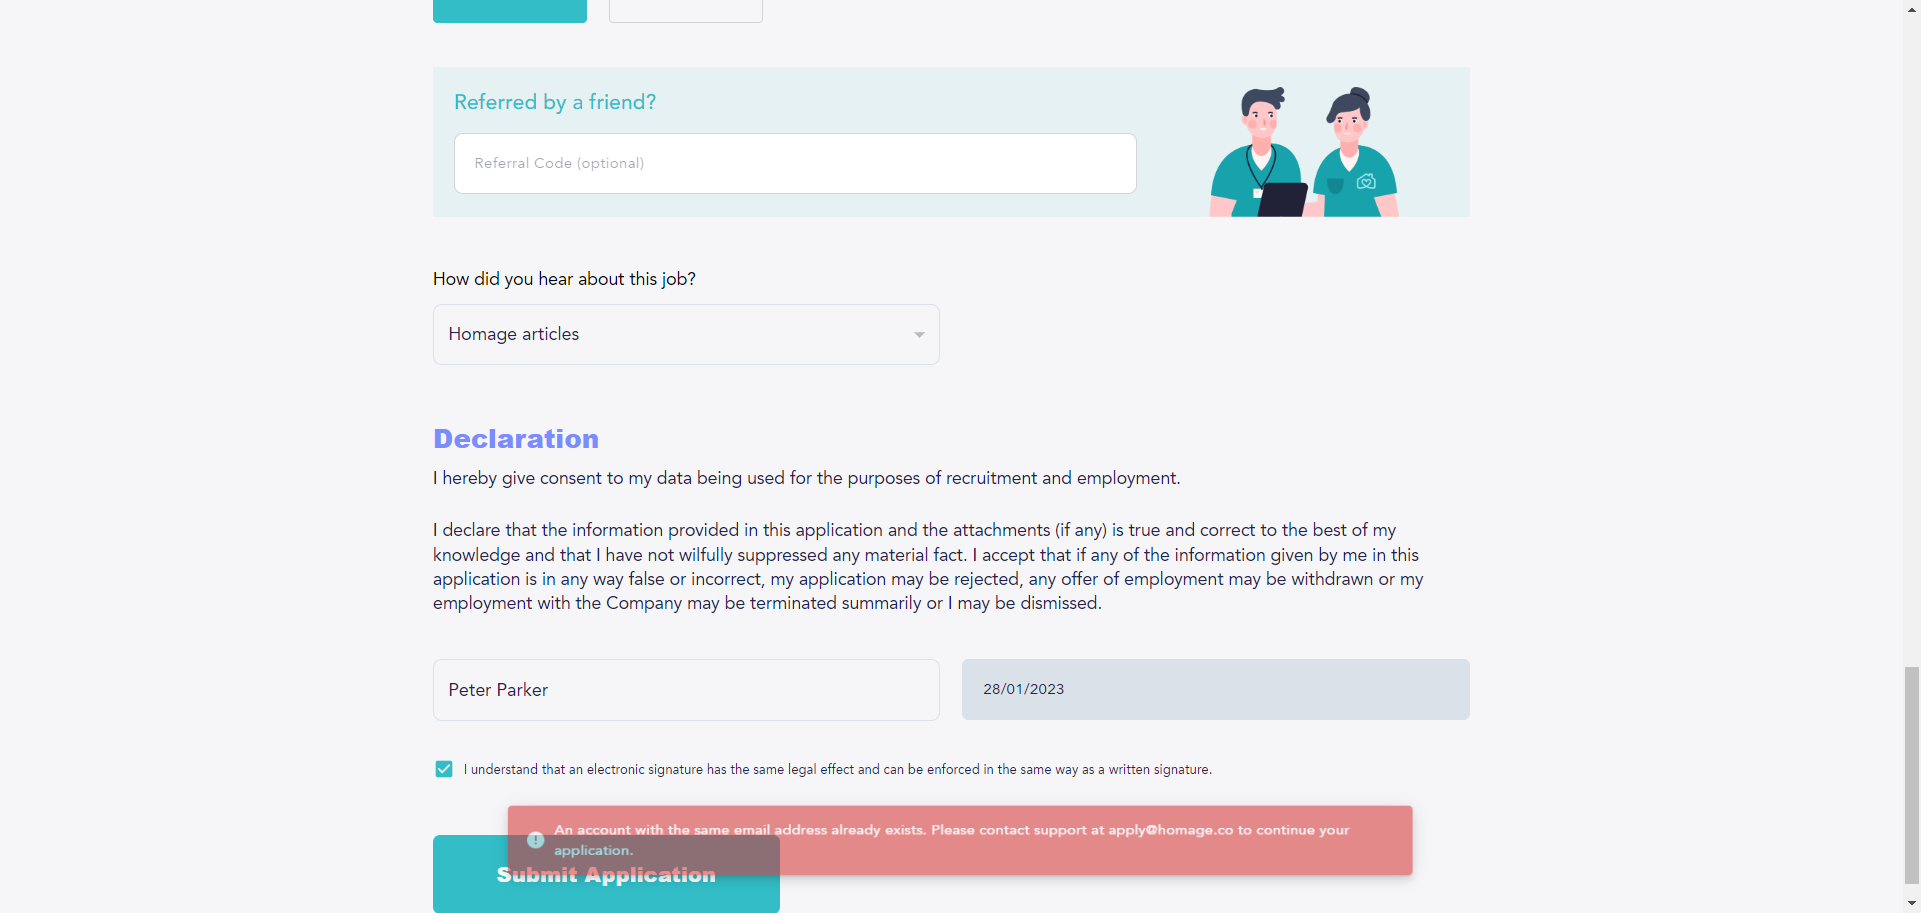 Referred by a friend?
Referral Code (optional)
How did you hear about this job?
Homage articles
Declaration
I hereby give consent to my data being used for the purposes of recruitment and employment.
I declare that the information provided in this application and the attachments (if any) is true and correct to the best of my
knowledge and that I have not wilfully suppressed any material fact. I accept that if any of the information given by me in this
application is in any way false or incorrect, my application may be rejected, any offer of employment may be withdrawn or my
employment with the Company may be terminated summarily or I may be dismissed.
Peter Parker
28/01/2023
I understand that an electronic signature has the same legal effect and can be enforced in the same way as a written signature.
An account with the same email address already exists. Please contact support at apply@homage.co to continue your
application.
Submit Application